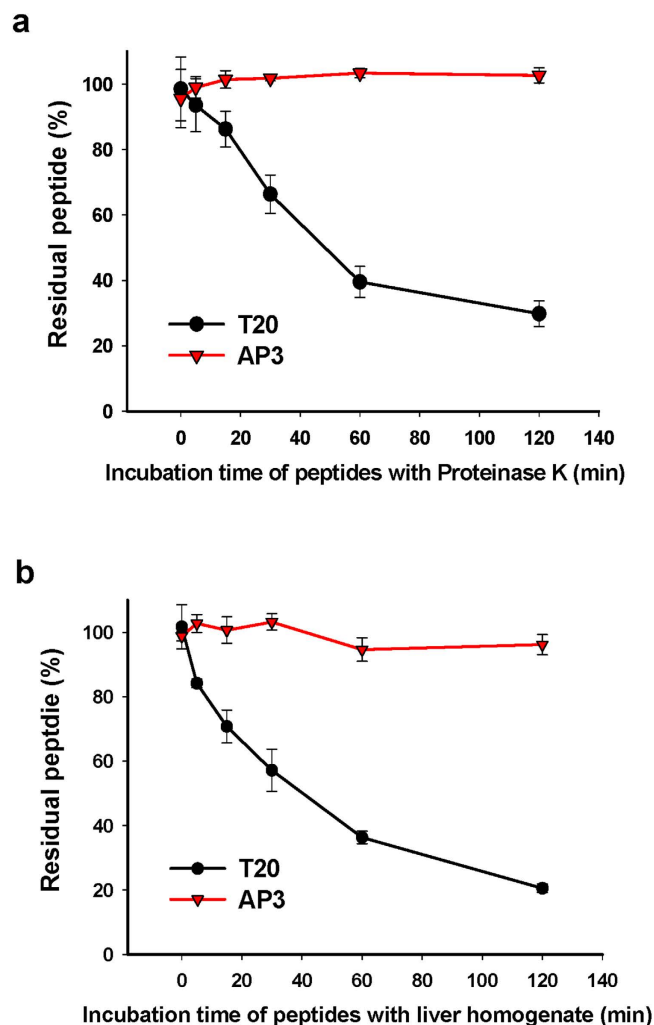 a
Residual peptide (%)
100
80
60
40
20
0
T20
AP3
0 20 40 60 80 100 120 140
Incubation time of peptides with Proteinase K (min)
b
Residual peptdie (%)
100
80
60
40
20
0
T20
AP3
0 20 40 60 80 100 120 140
Incubation time of peptides with liver homogenate (min)